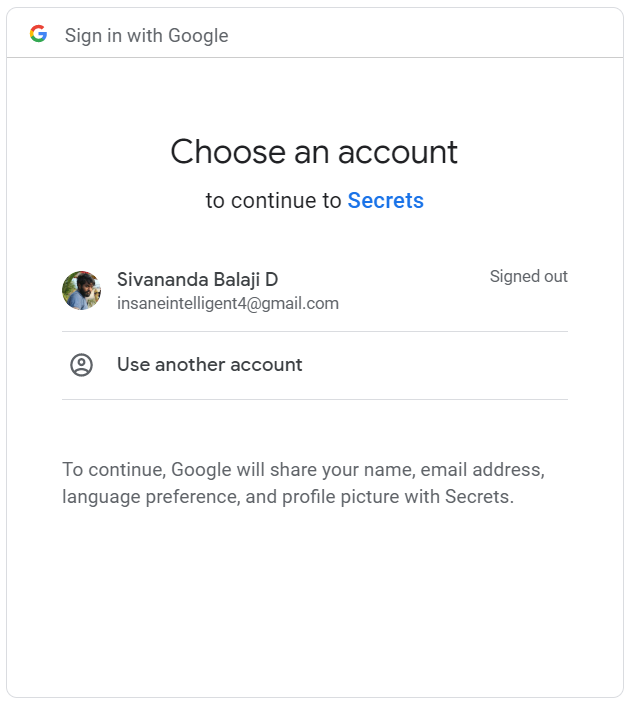 Sign in with Google
Choose an account
to continue to Secrets
Sivananda Balaji D
Signed out
insaneintelligent4@gmail.com
Use another account
To continue, Google will share your name, email address,
language preference, and profile picture with Secrets.